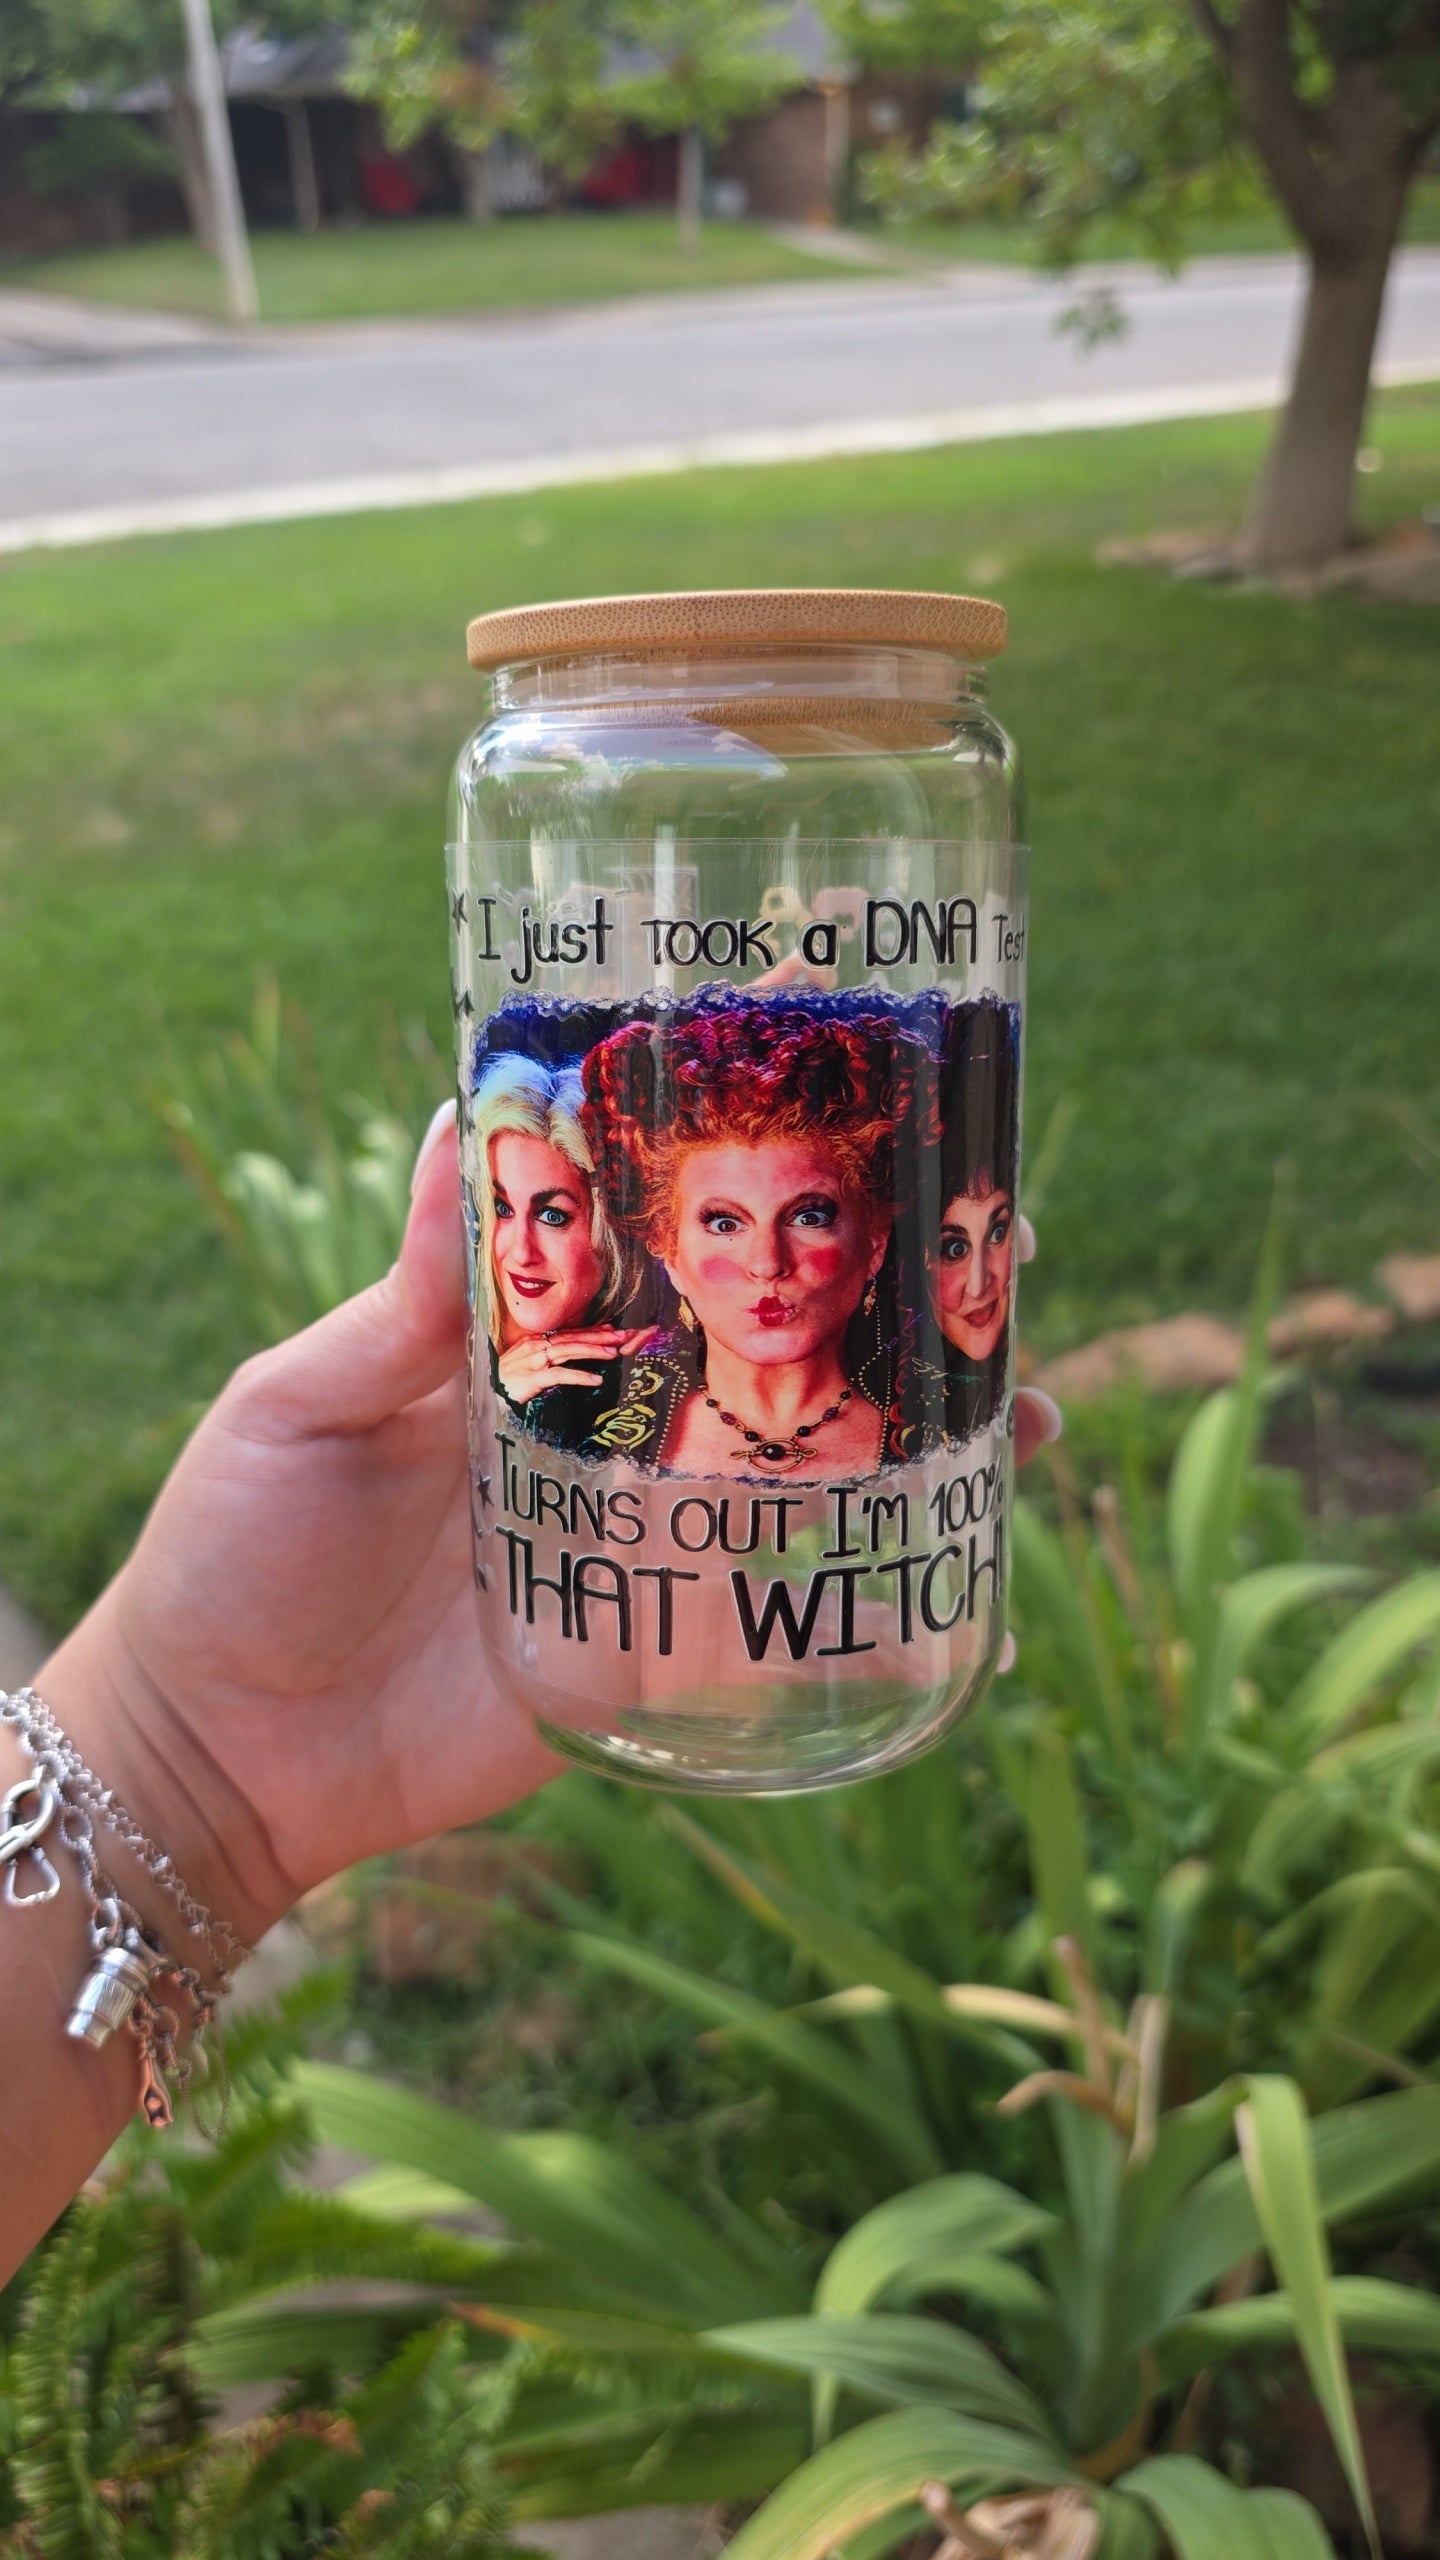 I just TOOK a DNA Test
TURNS OUT I'M 100%
THAT WITCH!